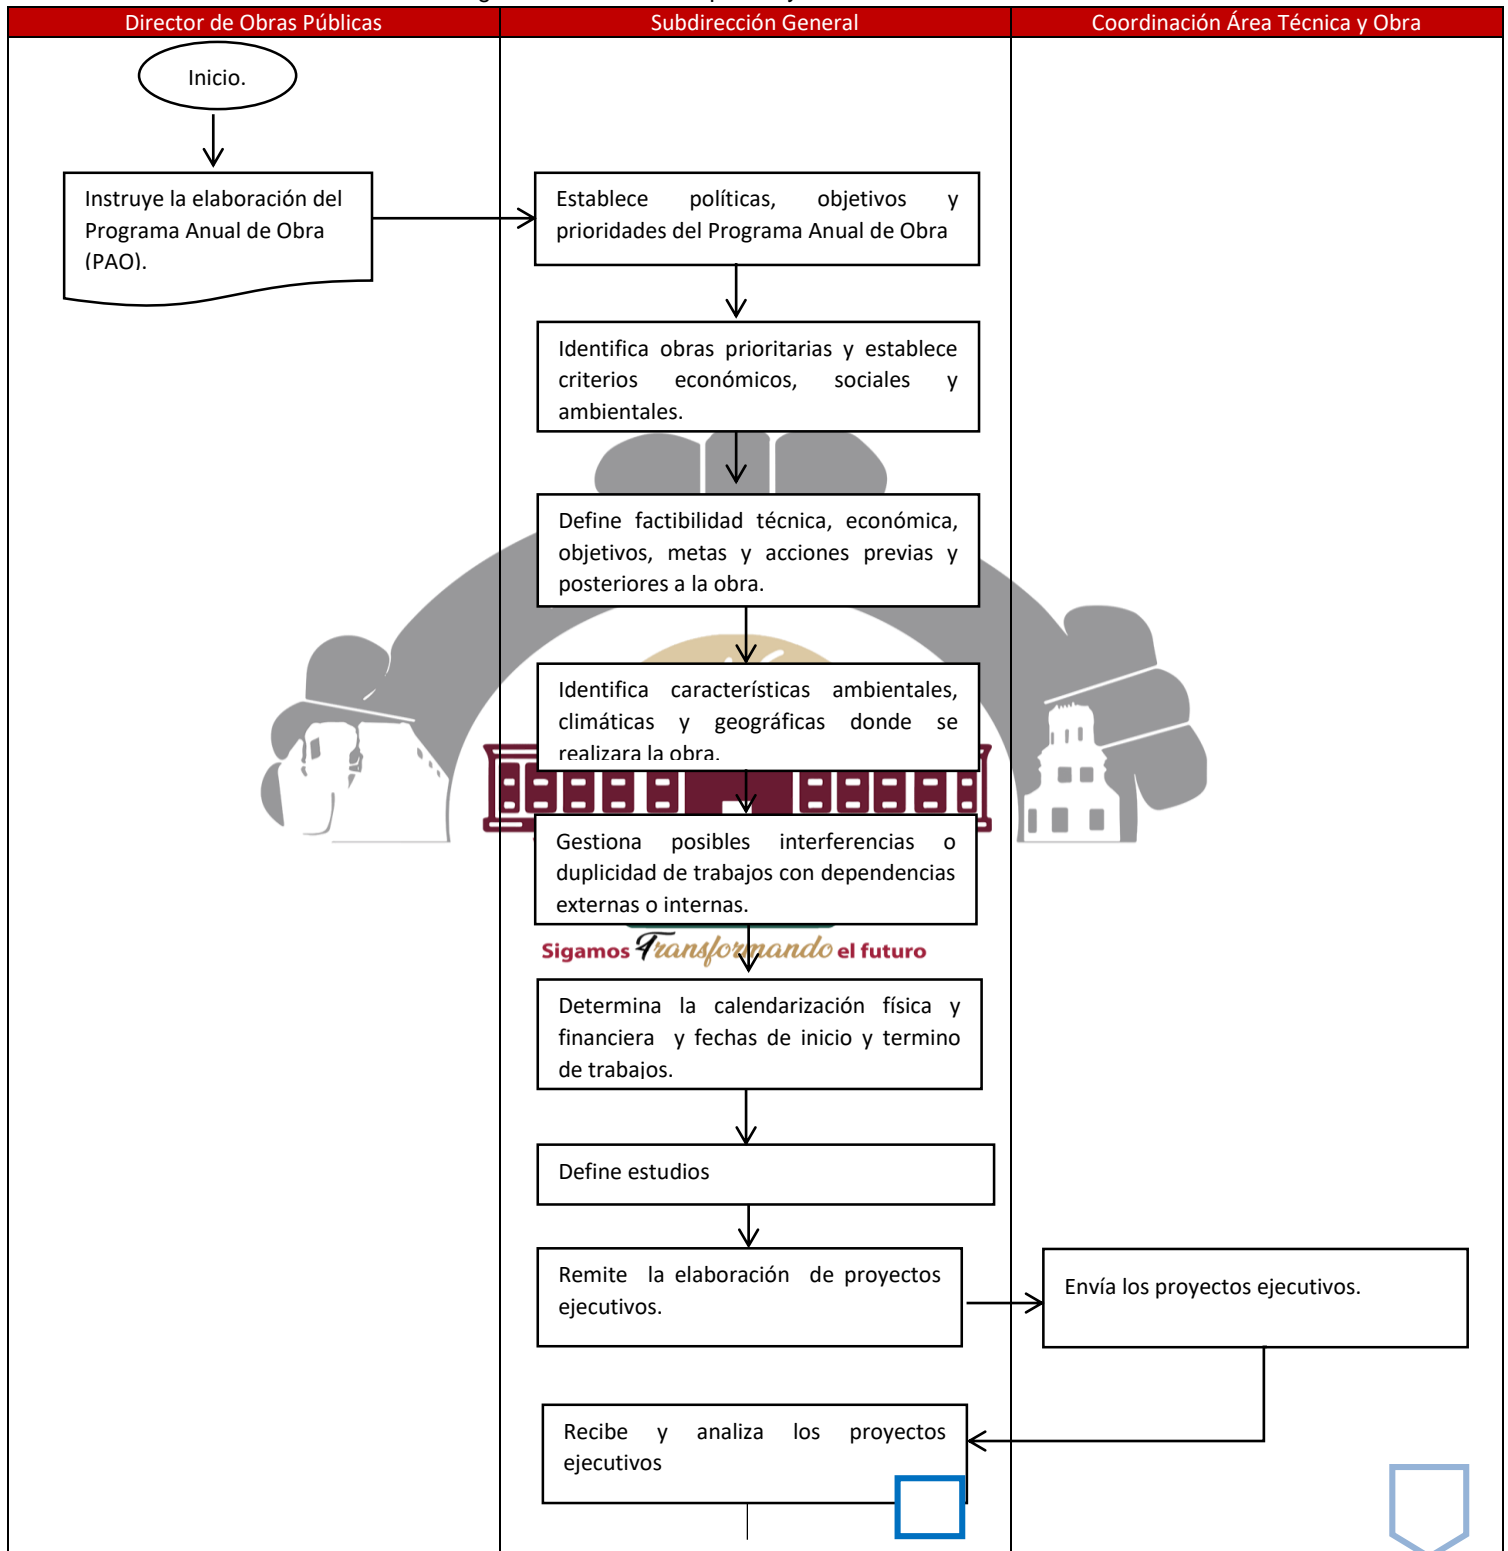 Director de Obras Públicas
Subdirección General
Coordinación Área Técnica y Obra
Inicio.
Instruye la elaboración del
Programa Anual de Obra
(PAO).
Establece políticas, objetivos y
prioridades del Programa Anual de Obra
Identifica obras prioritarias y establece
criterios económicos, sociales y
ambientales.
Define factibilidad técnica, económica,
objetivos, metas y acciones previas y
posteriores a la obra.
Identifica características ambientales,
climáticas y geográficas donde se
realizara la obra.
Gestiona posibles interferencias o
duplicidad de trabajos con dependencias
externas o internas.
Sigamos Transformando el futuro
Determina la calendarización física y
financiera y fechas de inicio y termino
de trabajos.
Define estudios
Remite la elaboración de proyectos
ejecutivos.
Envía los proyectos ejecutivos.
Recibe y analiza los proyectos
ejecutivos